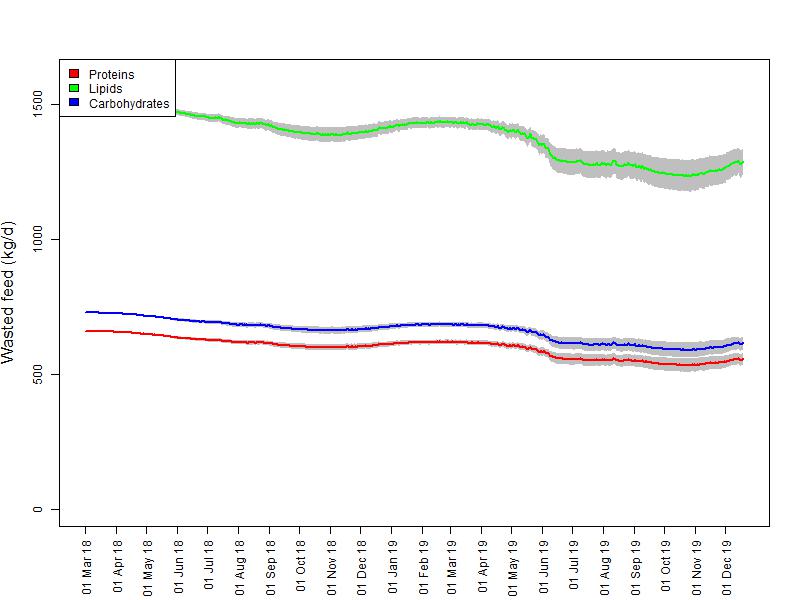 Proteins
Lipids
Carbohydrates
Wasted feed (kg/d)
1500
1000
500
0
01 Mar 18
01 Apr 18
01 May 18
01 Jun 18
01 Jul 18
01 Aug 18
01 Sep 18
01 Oct 18
01 Nov 18
01 Dec 18
01 Jan 19
01 Feb 19
01 Mar 19
01 Apr 19
01 May 19
01 Jun 19
01 Jul 19
01 Aug 19
01 Sep 19
01 Oct 19
01 Nov 19
01 Dec 19